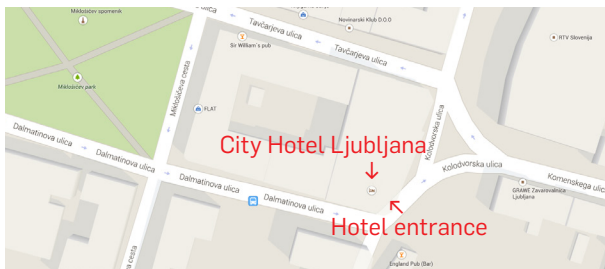 Miklošičev spomenik
Novinarski Klub D.O.O
Tavčarjeva ulica
Sir William's pub
Tavčarjeva ulica
RTV Slovenija
Miklošičev park
Miklošičeva cesta
FLAT
Dalmatinova ulica
Dalmatinova ulica
City Hotel Ljubljana
Kolodvorska ulica
Kolodvorska ulica
Komenskega ulica
Dalmatinova ulica
Dalmatinova ulica
GRAWE Zavarovalnica
Ljubljana
Hotel entrance
Miklošičeva cesta
England Pub (Bar)